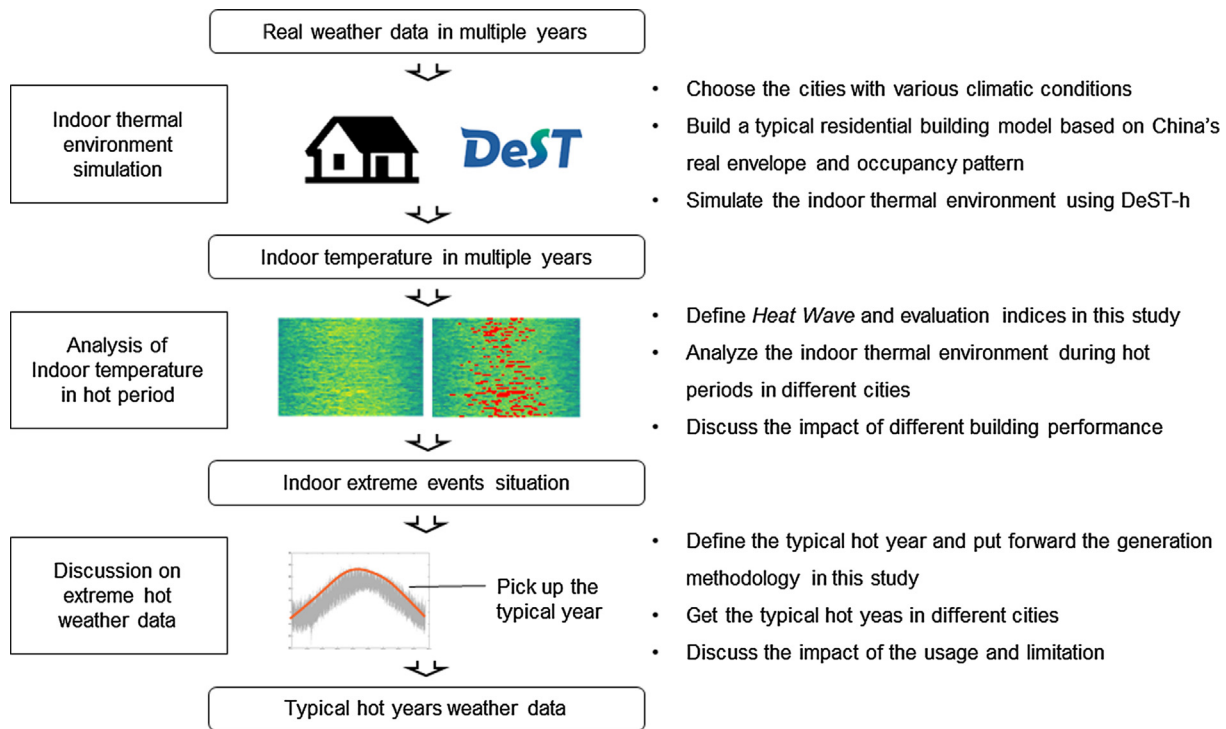 Real weather data in multiple years
Indoor thermal
environment
simulation
DeST
• Choose the cities with various climatic conditions
• Build a typical residential building model based on China's
real envelope and occupancy pattern
• Simulate the indoor thermal environment using DeST-h
Indoor temperature in multiple years
Analysis of
Indoor temperature
in hot period
• Define Heat Wave and evaluation indices in this study
• Analyze the indoor thermal environment during hot
periods in different cities
• Discuss the impact of different building performance
Indoor extreme events situation
Discussion on
extreme hot
weather data
Pick up the
typical year
• Define the typical hot year and put forward the generation
methodology in this study
• Get the typical hot yeas in different cities
• Discuss the impact of the usage and limitation
Typical hot years weather data